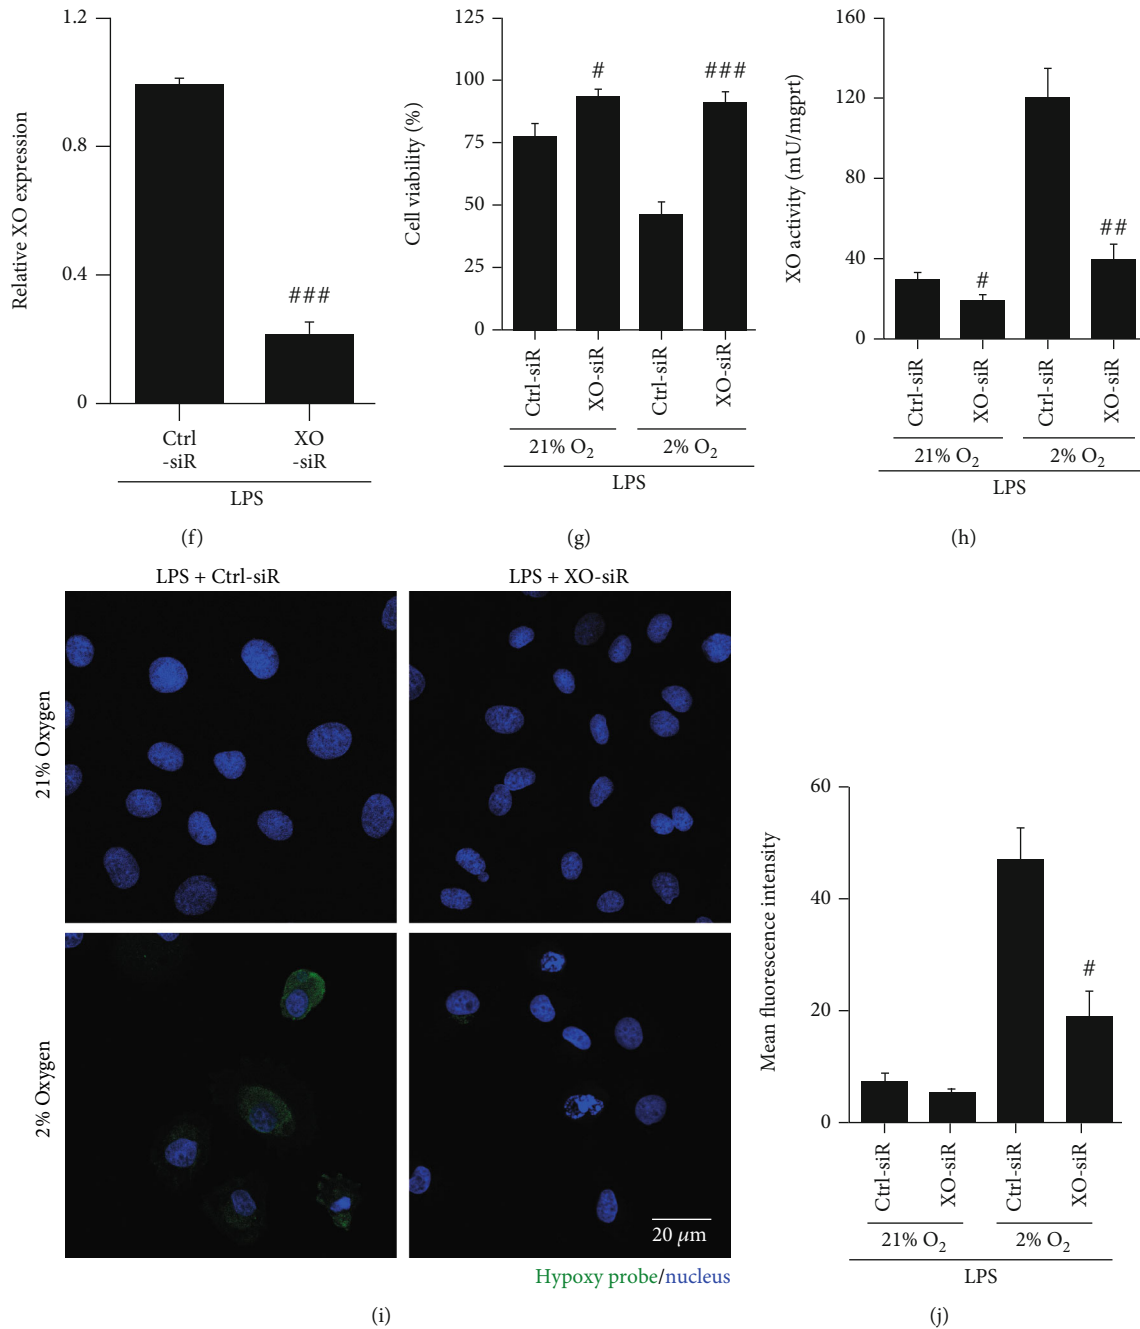 1.2
0.8
0.4
0
Relative XO expression
###
Ctrl
-siR
XO
-siR
LPS
(f)
125
100
75
50
25
0
Cell viability (%)
#
###
Ctrl-siR
XO-siR
Ctrl-siR
XO-siR
21% O2
2% O2
LPS
(g)
160
120
80
40
0
XO activity (mU/mgprt)
#
##
Ctrl-siR
XO-siR
Ctrl-siR
XO-siR
21% O2
2% O2
LPS
(h)
LPS + Ctrl-siR
LPS + XO-siR
21% Oxygen
2% Oxygen
20 μm
Hypoxy probe/nucleus
(i)
60
40
20
0
Mean fluorescence intensity
#
Ctrl-siR
XO-siR
Ctrl-siR
XO-siR
21% O2
2% O2
LPS
(j)